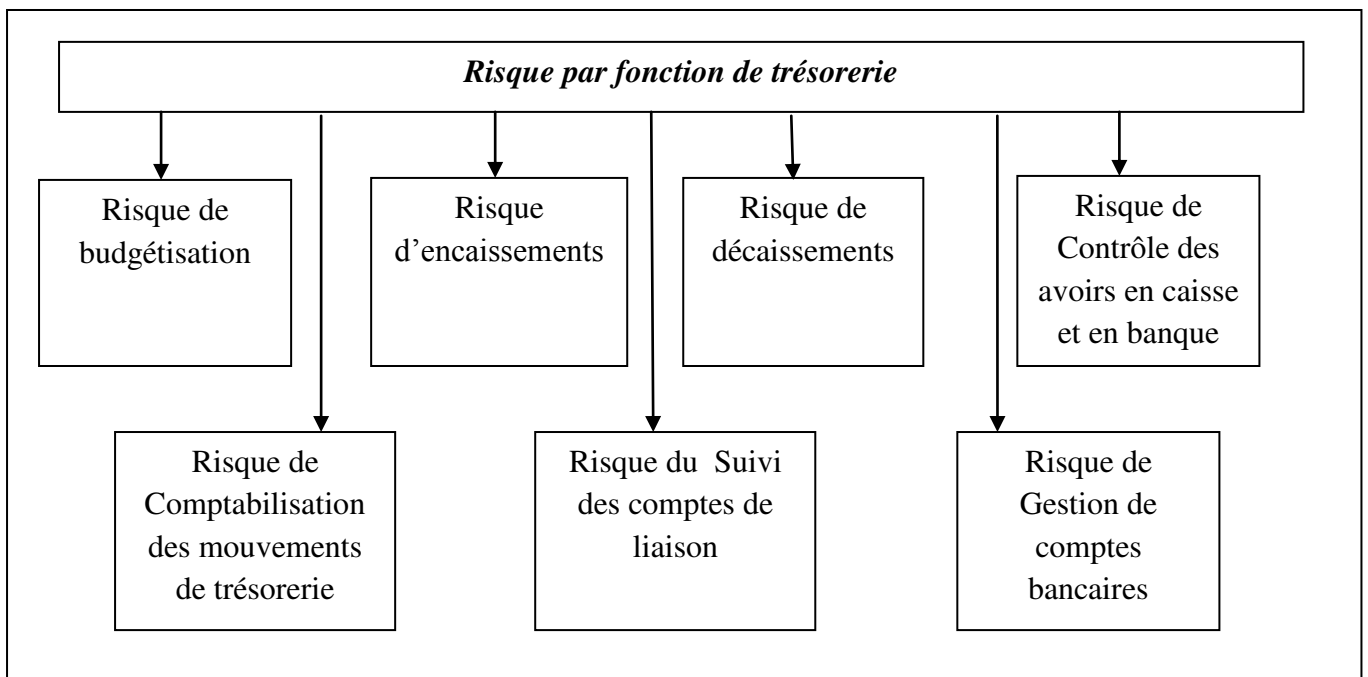 Risque par fonction de trésorerie
Risque de
budgétisation
Risque
d’encaissements
Risque de
décaissements
Risque de
Contrôle des
avoirs en caisse
et en banque
Risque de
Comptabilisation
des mouvements
de trésorerie
Risque du  Suivi
des comptes de
liaison
Risque de
Gestion de
comptes
bancaires